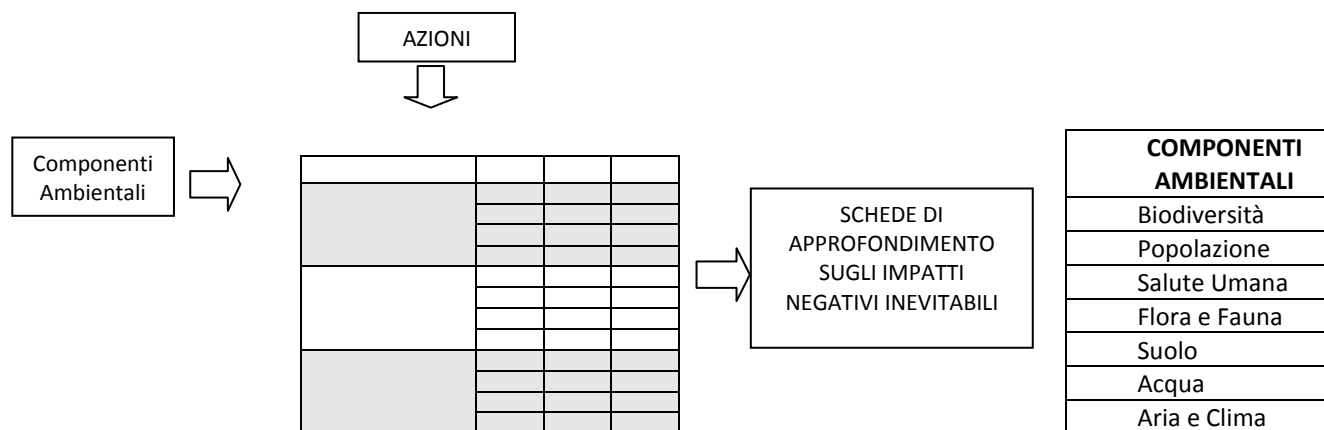 AZIONI
Componenti
Ambientali
SCHEDE DI
APPROFONDIMENTO
SUGLI IMPATTI
NEGATIVI INEVITABILI
COMPONENTI
AMBIENTALI
Biodiversità
Popolazione
Salute Umana
Flora e Fauna
Suolo
Acqua
Aria e Clima